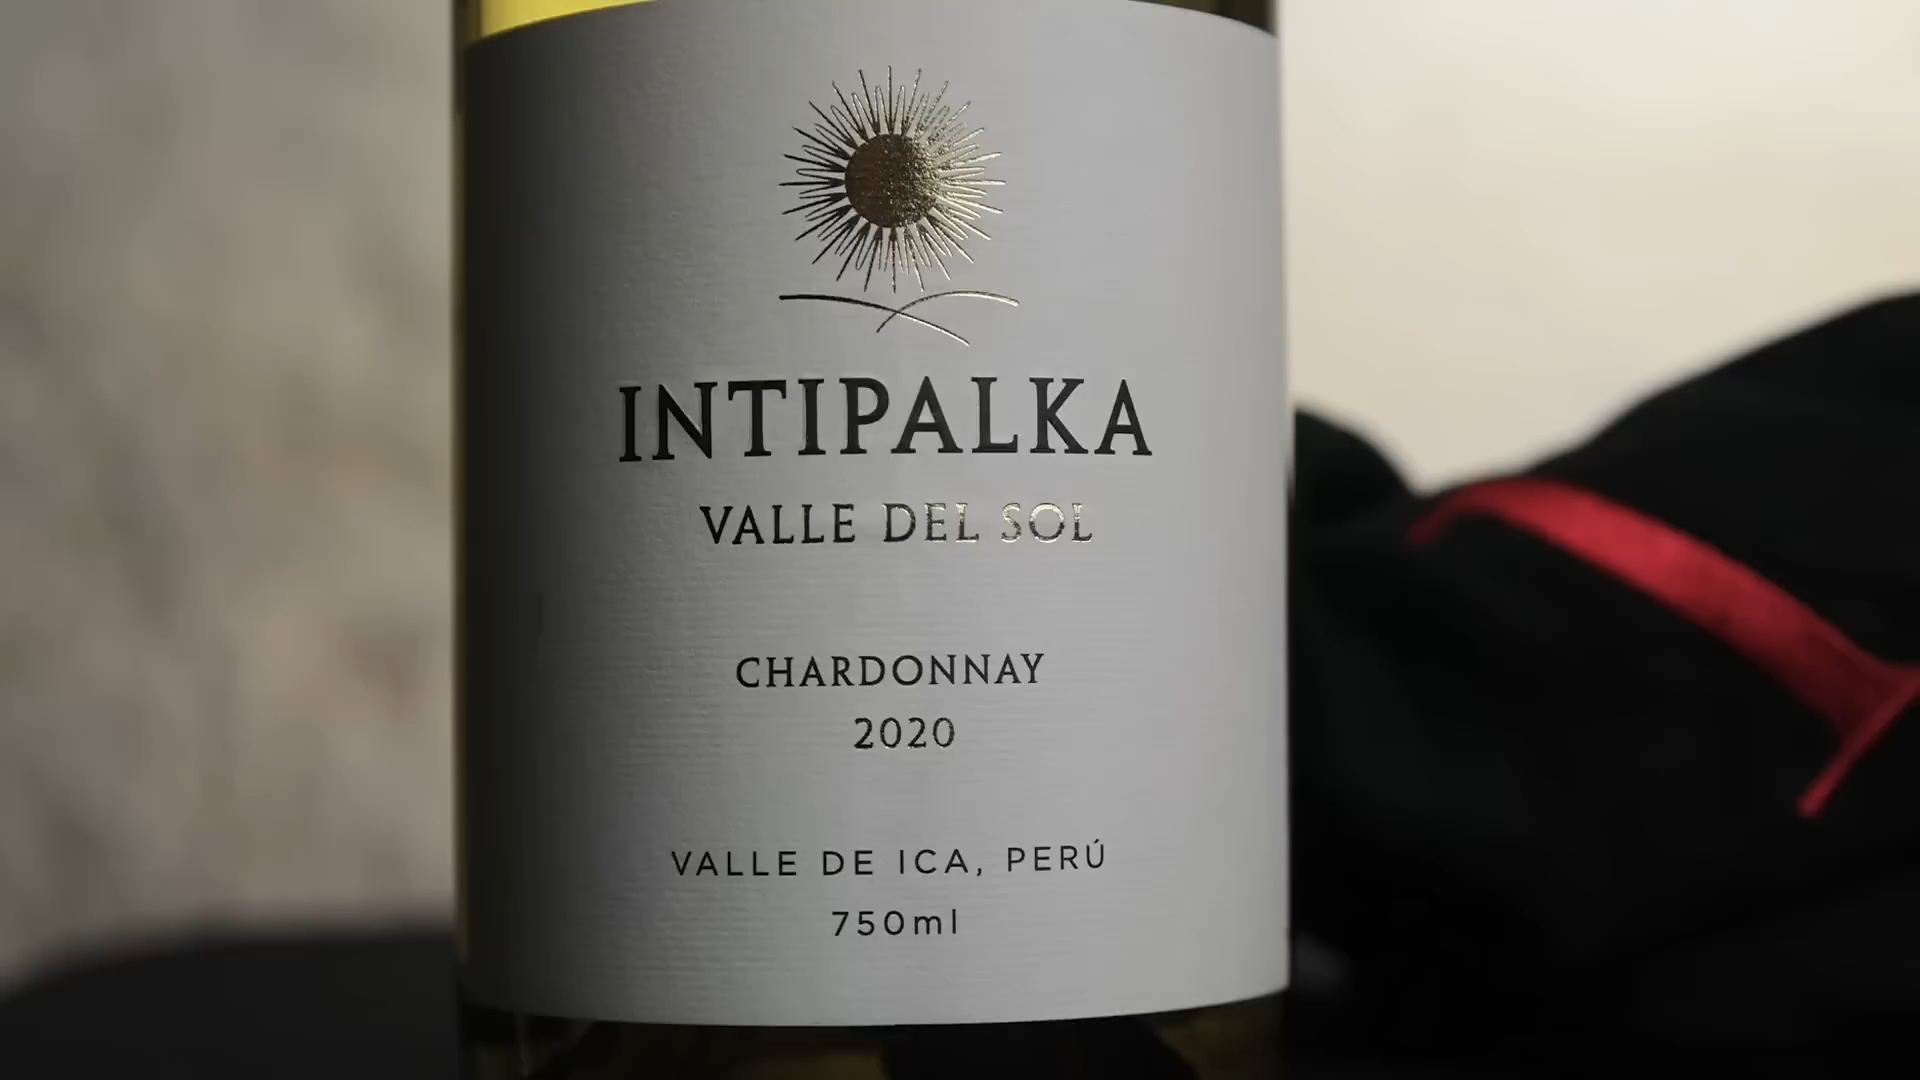 INTIPALKA
VALLE DEL SOL
CHARDONNAY
2020
VALLE DE ICA, PERÚ
750ml